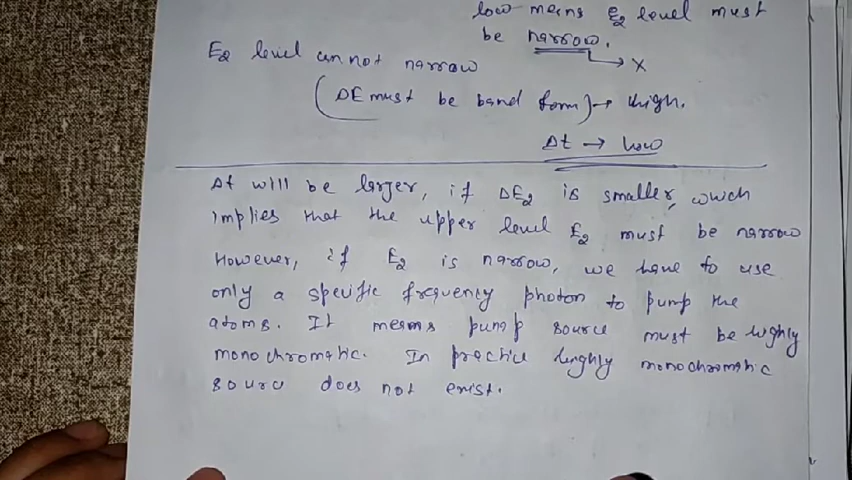 low means E2 level must
be narrow.
E2 level can not narrow → x
(ΔE must be band form) → High.
Δt → low
Δt will be larger, if ΔE2 is smaller, which
implies that the upper level E2 must be narrow
However, if E2 is narrow, we have to use
only a specific frequency photon to pump the
atoms. It means pump source must be highly
monochromatic. In practice highly monochromatic
source does not exist.